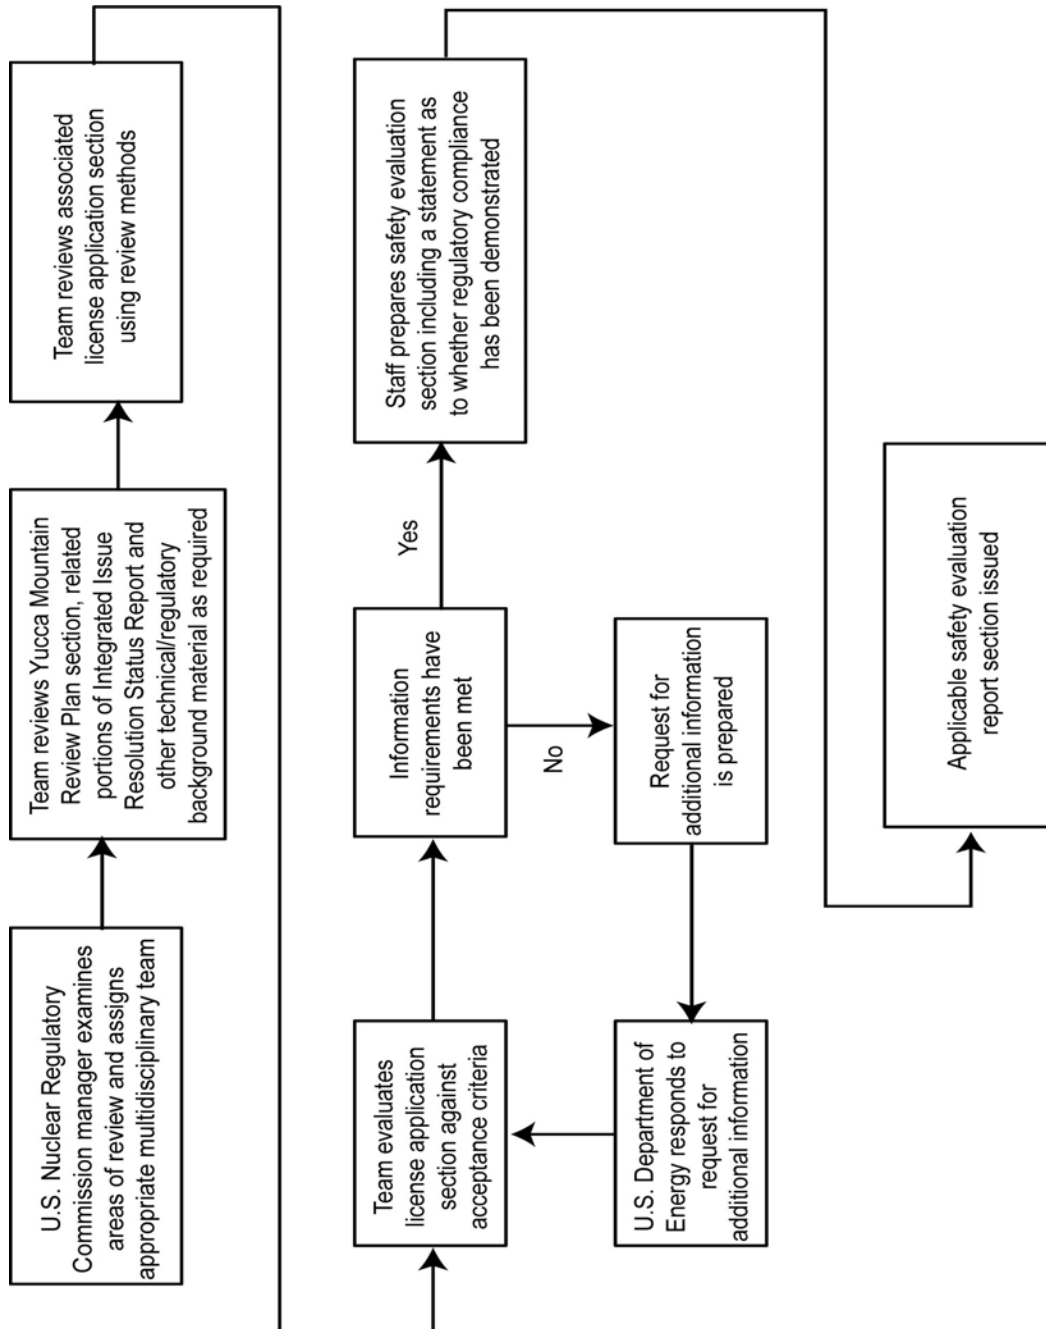 U.S. Nuclear Regulatory
Commission manager examines
areas of review and assigns
appropriate multidisciplinary team
Team reviews Yucca Mountain
Review Plan section, related
portions of Integrated Issue
Resolution Status Report and
other technical/regulatory
background material as required
Team reviews associated
license application section
using review methods
Team evaluates
license application
section against
acceptance criteria
Information
requirements have
been met
Yes
No
Staff prepares safety evaluation
section including a statement as
to whether regulatory compliance
has been demonstrated
U.S. Department of
Energy responds to
request for
additional information
Request for
additional information
is prepared
Applicable safety evaluation
report section issued